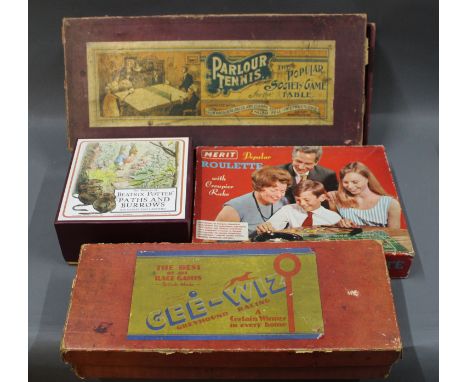 PARLOUR
TENNIS.
THE POPULAR
SOCIETY GAME
for the TABLE.
MERIT Popular
ROULETTE
with
Croupier
Rake
BEATRIX POTTER
PATHS AND
BURROWS
THE BEST
OF ALL
RACE GAMES
GEE-WIZ
GREYHOUND RACING
A
Certain Winner
in every home